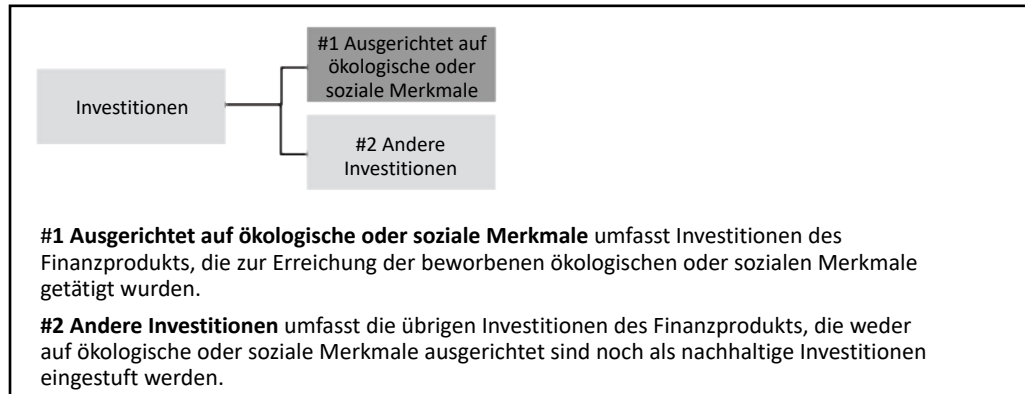 #1 Ausgerichtet auf
ökologische oder
soziale Merkmale
Investitionen
#2 Andere
Investitionen
#1 Ausgerichtet auf ökologische oder soziale Merkmale umfasst Investitionen des
Finanzprodukts, die zur Erreichung der beworbenen ökologischen oder sozialen Merkmale
getätigt wurden.
#2 Andere Investitionen umfasst die übrigen Investitionen des Finanzprodukts, die weder
auf ökologische oder soziale Merkmale ausgerichtet sind noch als nachhaltige Investitionen
eingestuft werden.